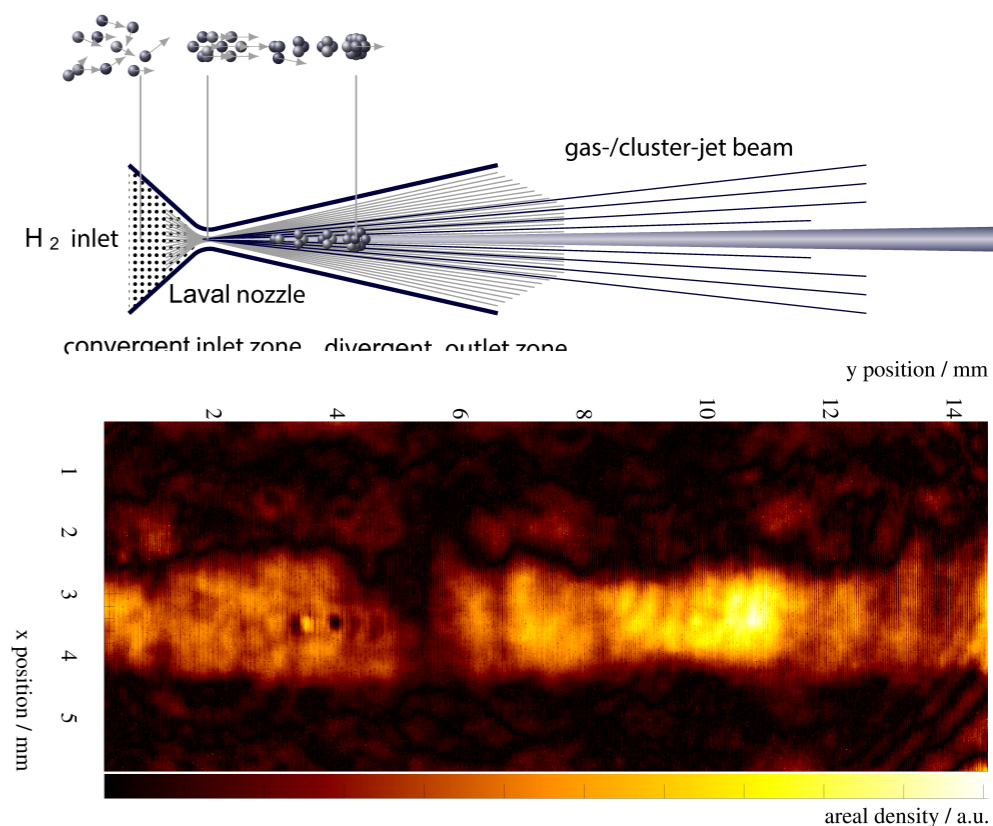 gas-/cluster-jet beam
H 2 inlet
Laval nozzle
convergent inlet zone divergent outlet zone
y position / mm
2 4 6 8 10 12 14
1
2
3
4
5
x position / mm
areal density / a.u.